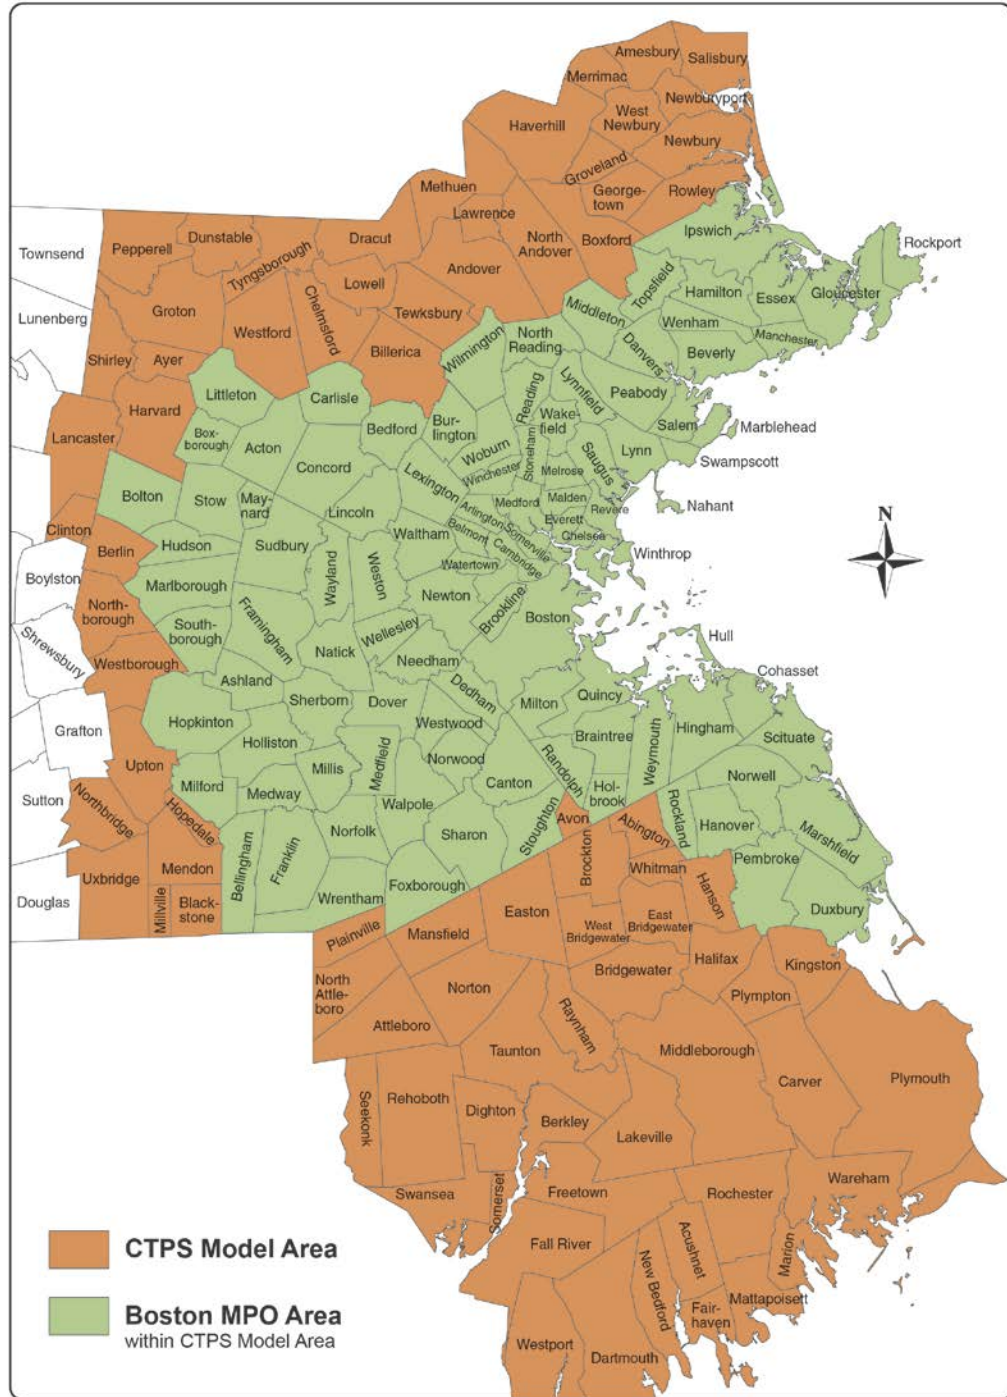 Amesbury
Salisbury
Merrimac
Newburyport
West
Newbury
Haverhill
Newbury
Groveland
George-
town
Rowley
Methuen
Lawrence
North
Andover
Boxford
Ipswich
Rockport
Townsend
Pepperell
Dunstable
Tyngsborough
Dracut
Lowell
Andover
Topsfield
Hamilton
Essex
Gloucester
Lunenberg
Groton
Westford
Chelmsford
Tewksbury
Billerica
Wilmington
North
Reading
Middleton
Wenham
Manchester
Danvers
Beverly
Shirley
Ayer
Littleton
Carlisle
Harvard
Lancaster
Box-
borough
Acton
Bedford
Bur-
lington
Reading
Wake-
field
Lynnfield
Peabody
Salem
Marblehead
Concord
Lexington
Woburn
Winchester
Stoneham
Melrose
Saugus
Lynn
Swampscott
Bolton
Stow
May-
nard
Lincoln
Waltham
Arlington
Medford
Malden
Revere
Nahant
Everett
Somerville
Chelsea
Belmont
Cambridge
Winthrop
Clinton
Berlin
Hudson
Sudbury
Wayland
Weston
Watertown
Newton
Brookline
Boston
N
Boylston
Marlborough
North-
borough
South-
borough
Framingham
Natick
Wellesley
Needham
Hull
Shrewsbury
Westborough
Ashland
Sherborn
Dover
Dedham
Westwood
Milton
Quincy
Cohasset
Grafton
Hopkinton
Holliston
Millis
Medfield
Norwood
Canton
Randolph
Braintree
Weymouth
Hingham
Scituate
Upton
Milford
Medway
Walpole
Hol-
brook
Norwell
Sutton
Northbridge
Hopedale
Norfolk
Sharon
Stoughton
Avon
Abington
Rockland
Hanover
Marshfield
Uxbridge
Mendon
Bellingham
Franklin
Wrentham
Foxborough
Brockton
Whitman
Hanson
Pembroke
Duxbury
Douglas
Millville
Black-
stone
Plainville
Mansfield
Easton
West
Bridgewater
East
Bridgewater
Halifax
Kingston
North
Attle-
boro
Norton
Bridgewater
Plympton
Attleboro
Raynham
Taunton
Middleborough
Carver
Plymouth
Seekonk
Rehoboth
Dighton
Berkley
Lakeville
Swansea
Somerset
Freetown
Rochester
Wareham
Fall River
New Bedford
Acushnet
Marion
Mattapoisett
Fair-
haven
Westport
Dartmouth
CTPS Model Area
Boston MPO Area
within CTPS Model Area